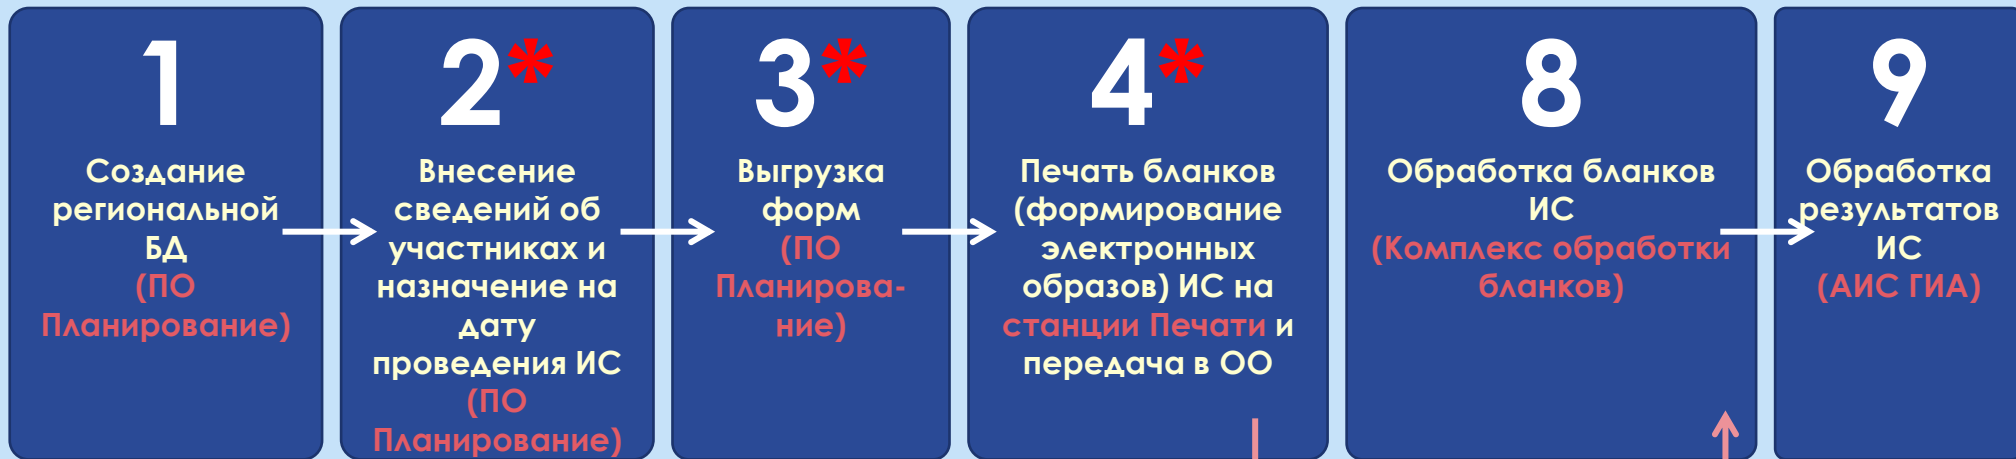 1
Создание
региональной
БД
(ПО
Планирование)
2*
Внесение
сведений об
участниках и
назначение на
дату
проведения ИС
(ПО
Планирование)
3*
Выгрузка
форм
(ПО
Планирова-
ние)
4*
Печать бланков
(формирование
электронных
образов) ИС на
станции Печати и
передача в ОО
8
Обработка бланков
ИС
(Комплекс обработки
бланков)
9
Обработка
результатов
ИС
(АИС ГИА)